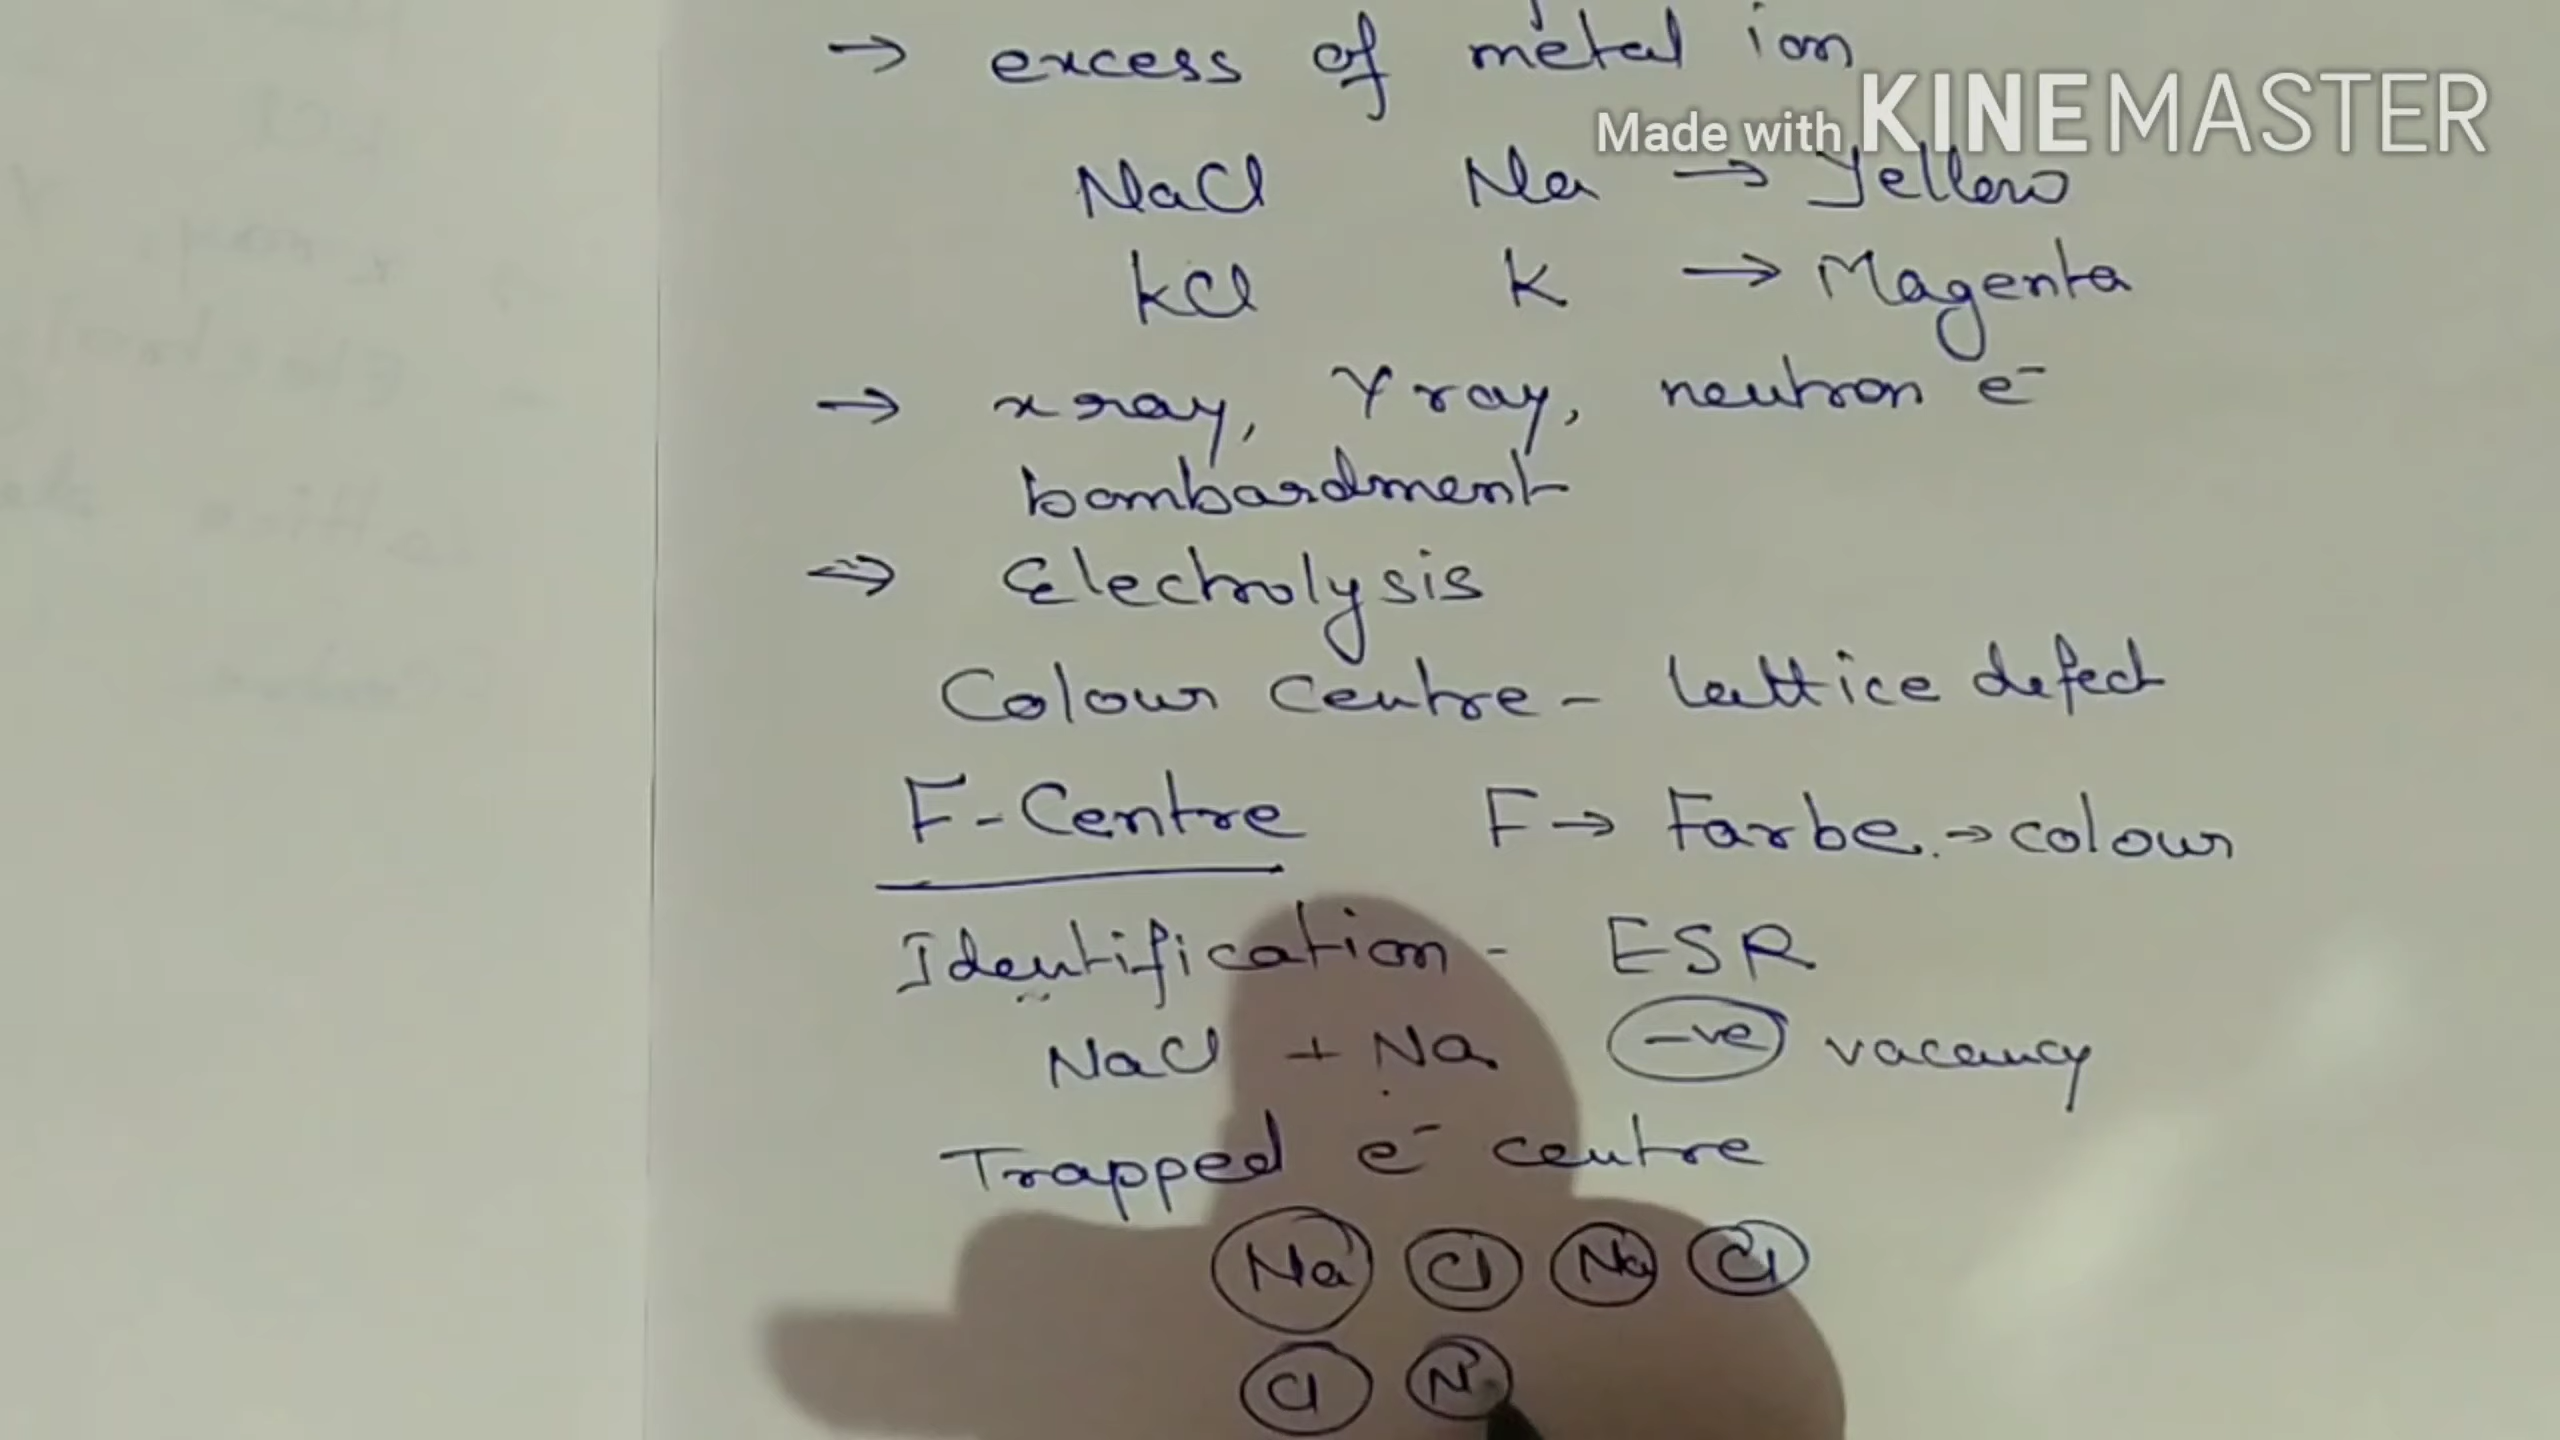 → excess of metal ion
Made with KINEMASTER
NaCl Na → Yellow
KCl K → Magenta
→ x ray, γ ray, neutron e⁻
bombardment
→ Electrolysis
Colour Centre - lattice defect
F-Centre F → Farbe. → colour
Identification - ESR
NaCl + Na -ve vacancy
Trapped e⁻ centre
Na Cl Na Cl
Cl N